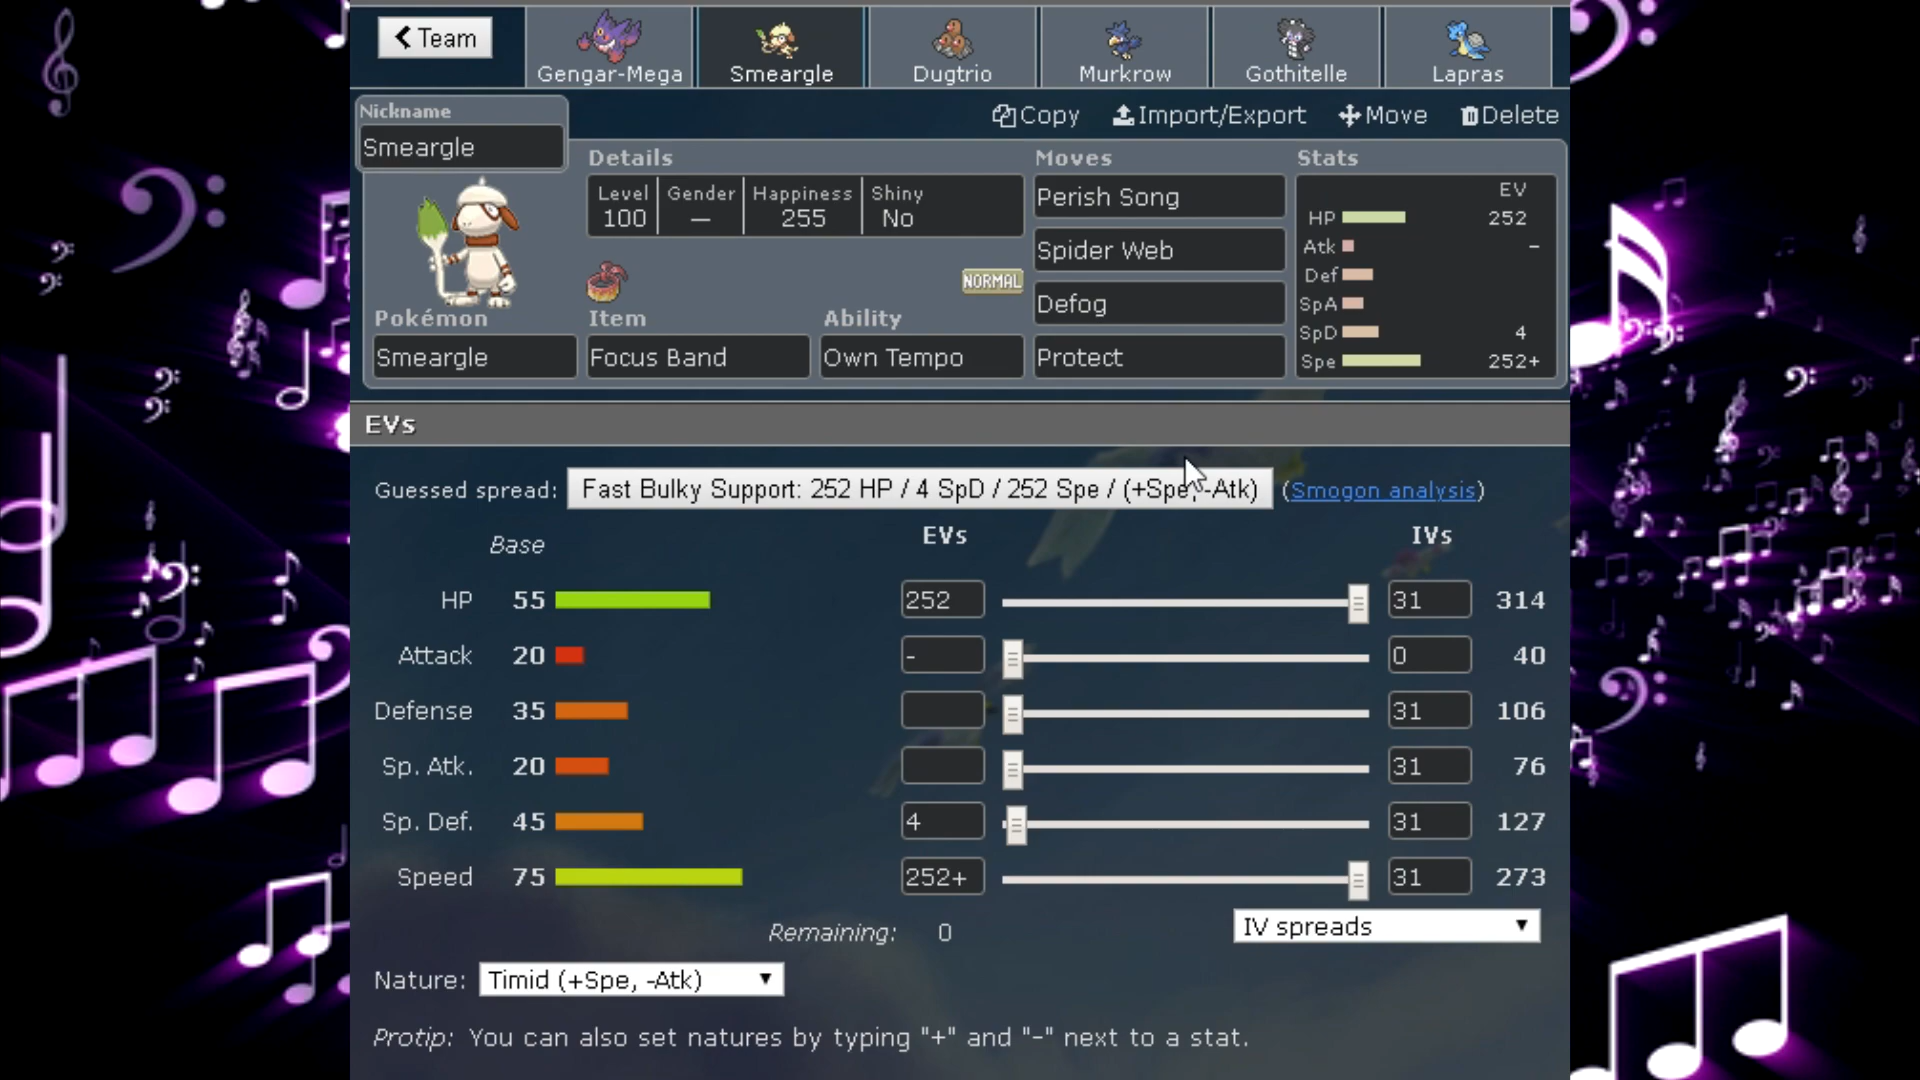 Team
Gengar-Mega
Smeargle
Dugtrio
Murkrow
Gothitelle
Lapras
Copy
Import/Export
Move
Delete
Nickname
Smeargle
Details
Moves
Stats
Level
100
Gender
—
Happiness
255
Shiny
No
NORMAL
Pokémon
Smeargle
Item
Focus Band
Ability
Own Tempo
Perish Song
Spider Web
Defog
Protect
EV
HP 252
Atk -
Def
SpA
SpD 4
Spe 252+
EVs
Guessed spread: Fast Bulky Support: 252 HP / 4 SpD / 252 Spe / (+Spe, -Atk) (Smogon analysis)
Base EVs IVs
HP 55 252 31 314
Attack 20 - 0 40
Defense 35 31 106
Sp. Atk. 20 31 76
Sp. Def. 45 4 31 127
Speed 75 252+ 31 273
Remaining: 0
IV spreads
Nature: Timid (+Spe, -Atk)
Protip: You can also set natures by typing "+" and "-" next to a stat.